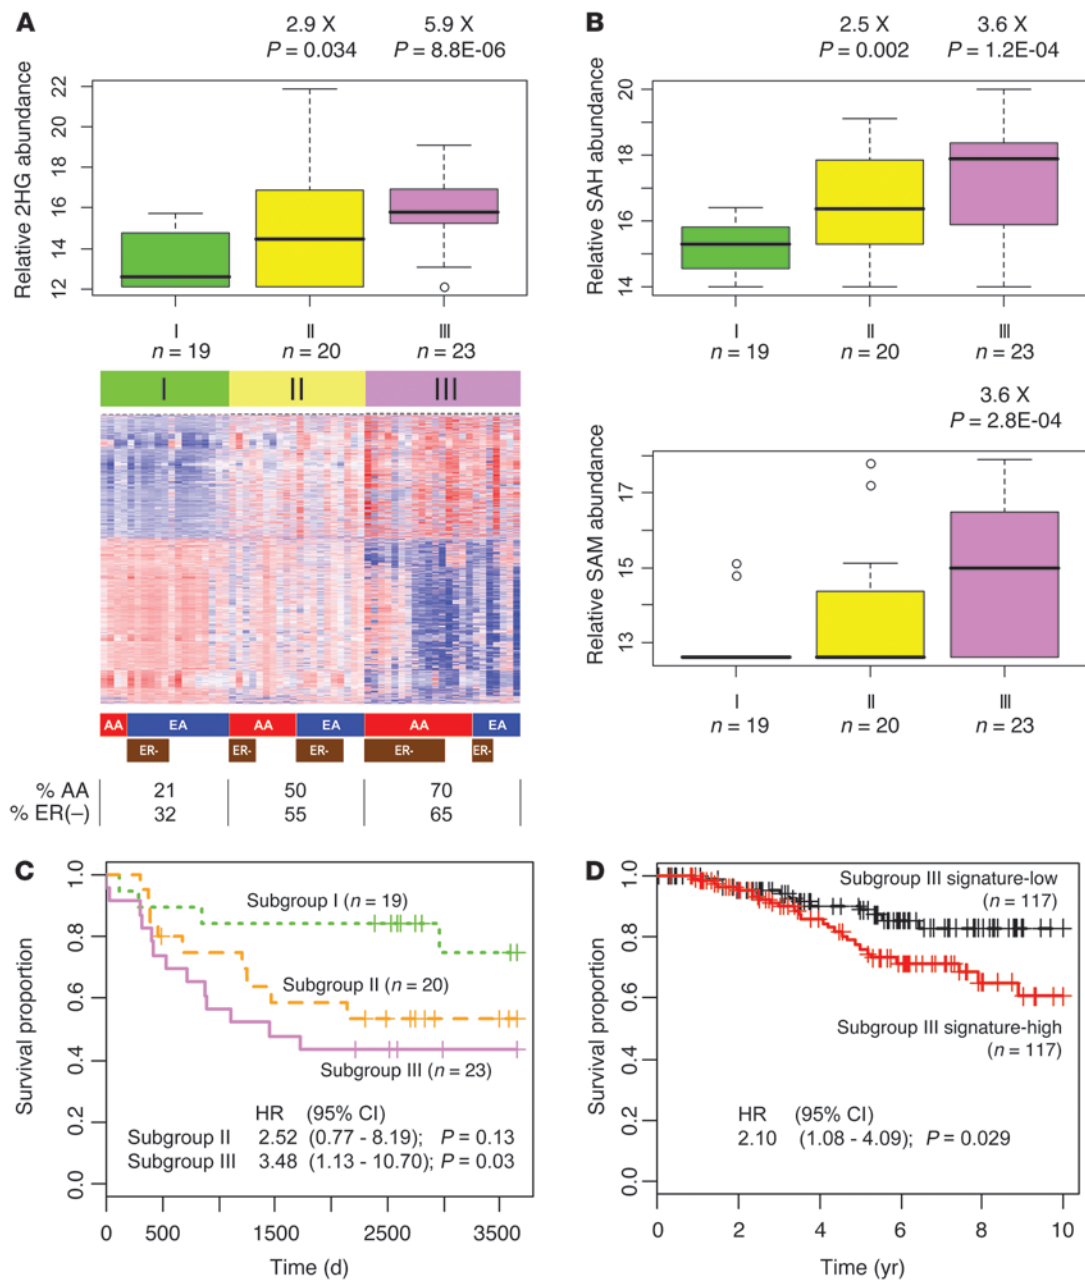 A
2.9 X
5.9 X
P = 0.034
P = 8.8E-06
Relative 2HG abundance
22
20
18
16
14
12
I
II
III
n = 19
n = 20
n = 23
I
II
III
AA
EA
AA
EA
AA
EA
ER-
ER-
ER-
ER-
ER-
% AA
21
50
70
% ER(–)
32
55
65
B
2.5 X
3.6 X
P = 0.002
P = 1.2E-04
Relative SAH abundance
20
18
16
14
I
II
III
n = 19
n = 20
n = 23
3.6 X
P = 2.8E-04
Relative SAM abundance
17
15
13
I
II
III
n = 19
n = 20
n = 23
C
Survival proportion
1.0
0.8
0.6
0.4
0.2
0.0
Subgroup I (n = 19)
Subgroup II (n = 20)
Subgroup III (n = 23)
HR (95% CI)
Subgroup II 2.52 (0.77 - 8.19); P = 0.13
Subgroup III 3.48 (1.13 - 10.70); P = 0.03
0 500 1500 2500 3500
Time (d)
D
Survival proportion
1.0
0.8
0.6
0.4
0.2
0.0
Subgroup III signature-low
(n = 117)
Subgroup III signature-high
(n = 117)
HR (95% CI)
2.10 (1.08 - 4.09); P = 0.029
0 2 4 6 8 10
Time (yr)